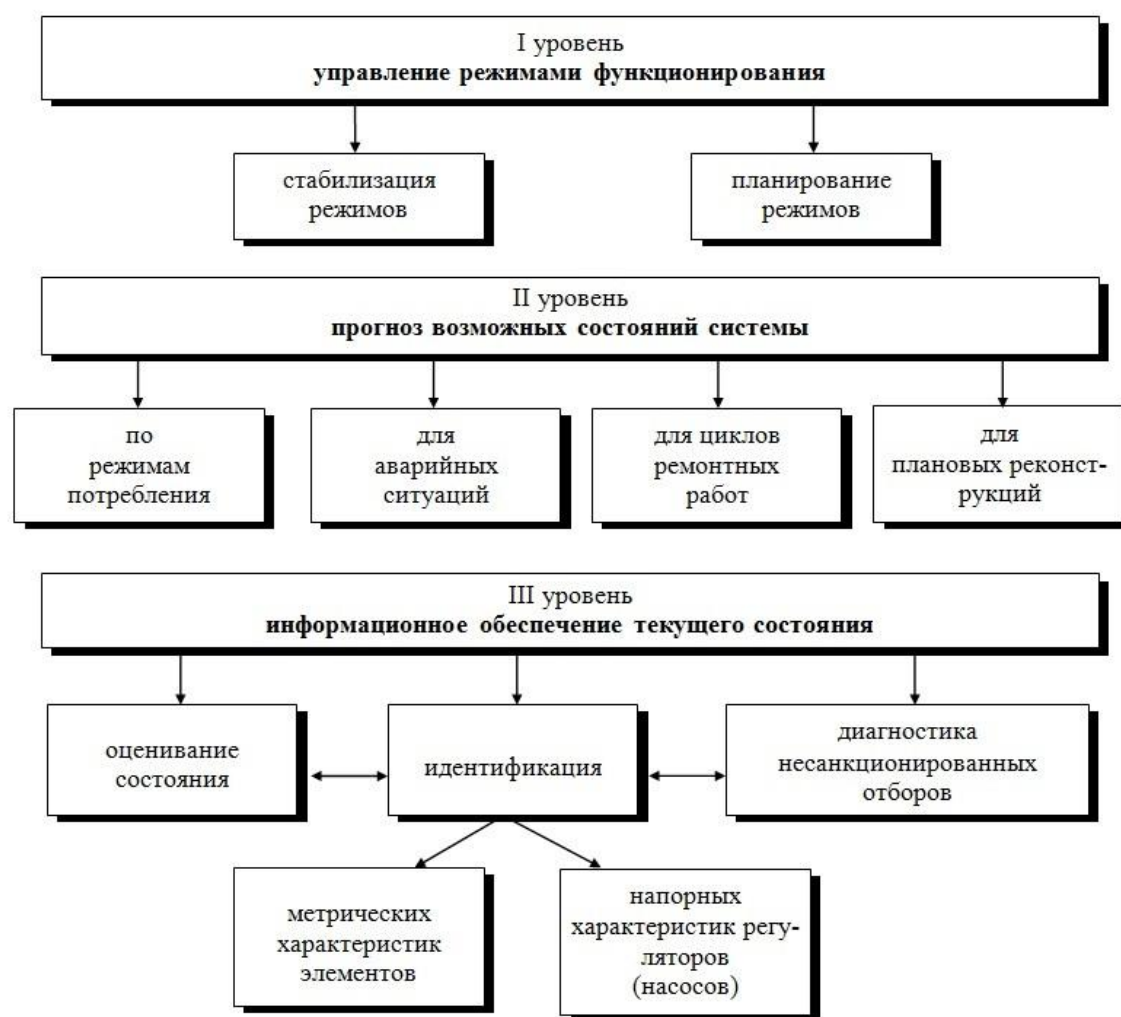 I уровень
управление режимами функционирования
стабилизация
режимов
планирование
режимов
II уровень
прогноз возможных состояний системы
по
режимам
потребления
для
аварийных
ситуаций
для циклов
ремонтных
работ
для
плановых реконст-
рукций
III уровень
информационное обеспечение текущего состояния
оценивание
состояния
идентификация
диагностика
несанкционированных
отборов
метрических
характеристик
элементов
напорных
характеристик регу-
ляторов
(насосов)